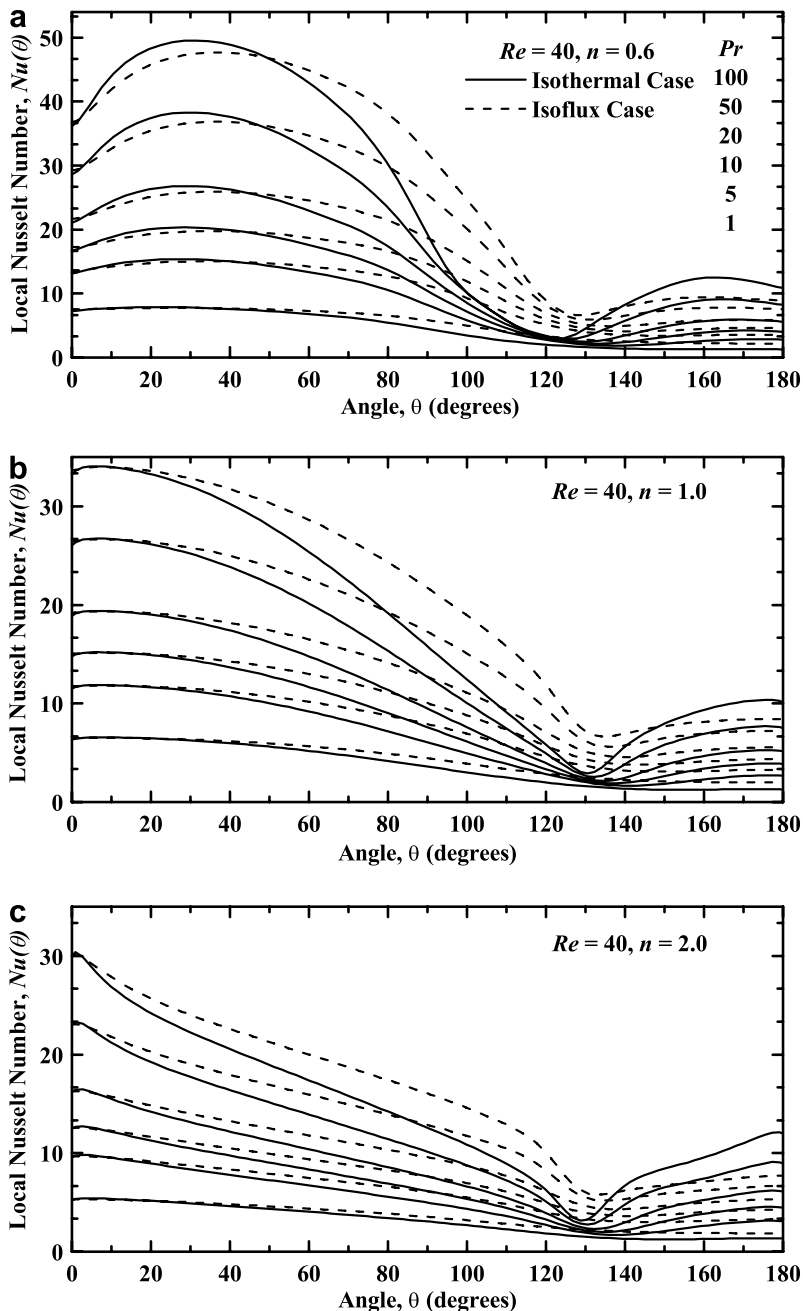 a
Local Nusselt Number, Nu(θ)
50
40
30
20
10
0
Re = 40, n = 0.6
Isothermal Case
Isoflux Case
Pr
100
50
20
10
5
1
0 20 40 60 80 100 120 140 160 180
Angle, θ (degrees)
b
Local Nusselt Number, Nu(θ)
30
20
10
0
Re = 40, n = 1.0
0 20 40 60 80 100 120 140 160 180
Angle, θ (degrees)
c
Local Nusselt Number, Nu(θ)
30
20
10
0
Re = 40, n = 2.0
0 20 40 60 80 100 120 140 160 180
Angle, θ (degrees)